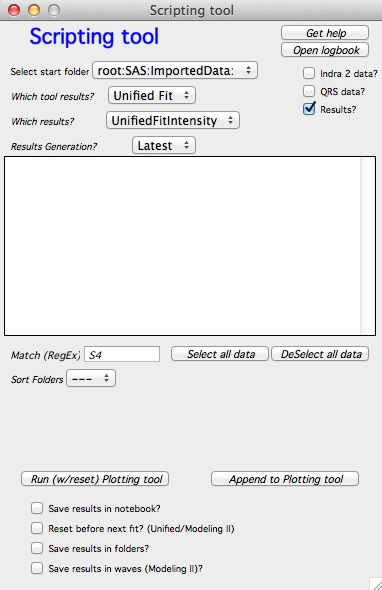 Scripting tool
Scripting tool
Get help
Open logbook
Select start folder root:SAS:ImportedData:
Indra 2 data?
Which tool results? Unified Fit
QRS data?
Which results? UnifiedFitIntensity
Results?
Results Generation? Latest
Match (RegEx) S4 Select all data DeSelect all data
Sort Folders ---
Run (w/reset) Plotting tool Append to Plotting tool
Save results in notebook?
Reset before next fit? (Unified/Modeling II)
Save results in folders?
Save results in waves (Modeling II)?